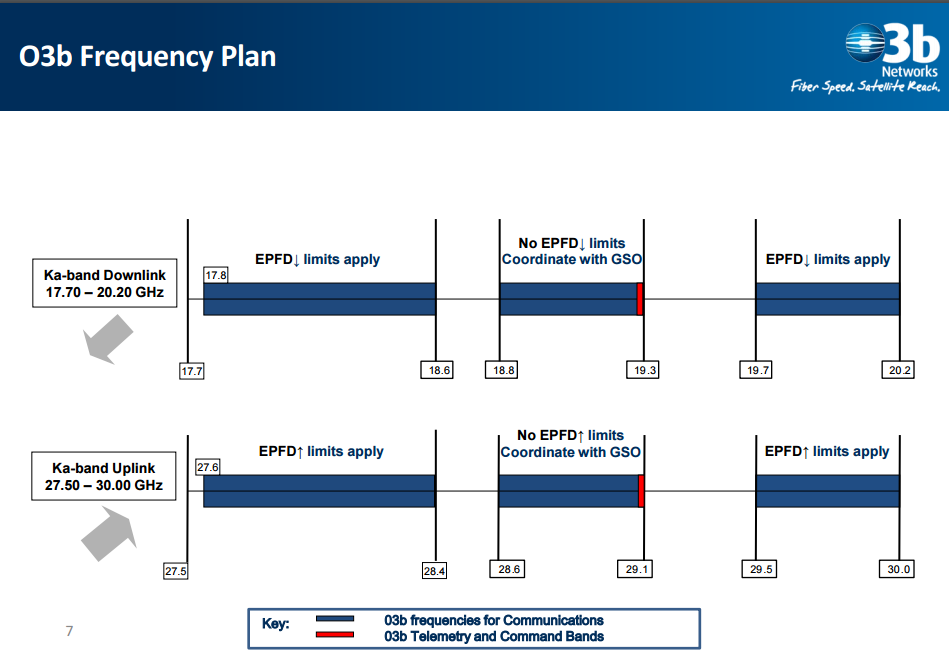 O3b Frequency Plan
O3b
Networks
Fiber Speed. Satellite Reach.
Ka-band Downlink
17.70 – 20.20 GHz
EPFD↓ limits apply
No EPFD↓ limits
Coordinate with GSO
EPFD↓ limits apply
17.8
17.7
18.6
18.8
19.3
19.7
20.2
Ka-band Uplink
27.50 – 30.00 GHz
EPFD↑ limits apply
No EPFD↑ limits
Coordinate with GSO
EPFD↑ limits apply
27.6
27.5
28.4
28.6
29.1
29.5
30.0
Key:
03b frequencies for Communications
03b Telemetry and Command Bands
7